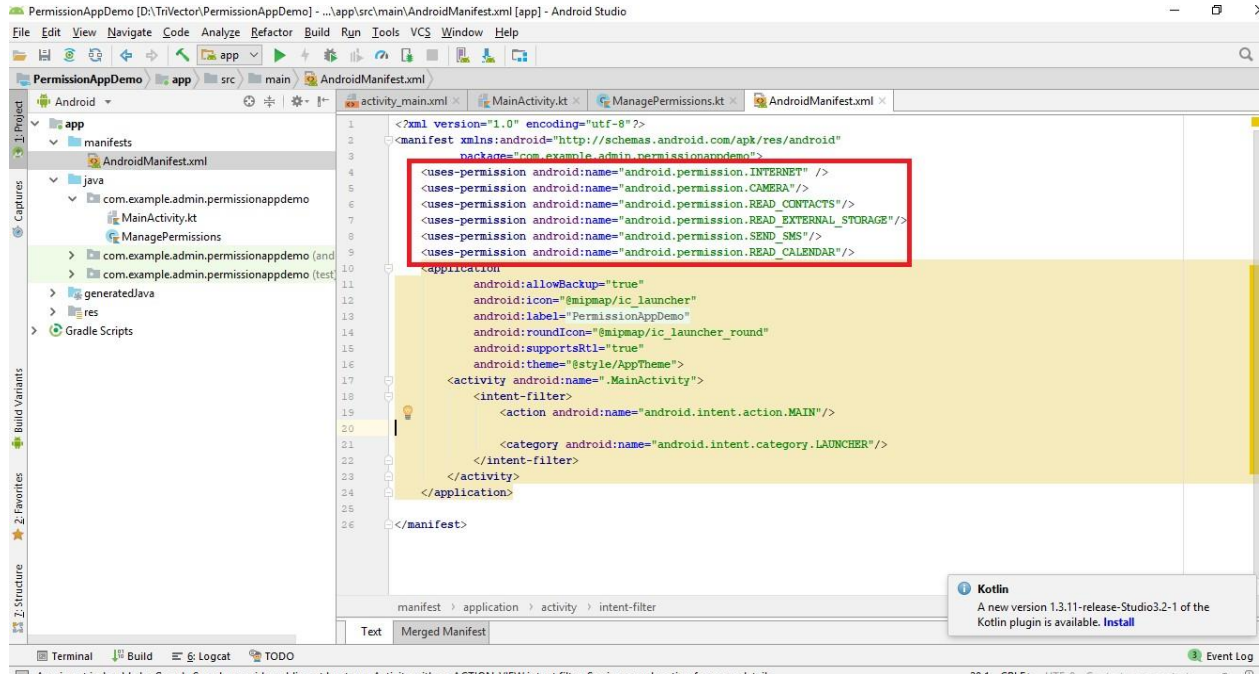 PermissionAppDemo [D:\TriVector\PermissionAppDemo] - ...\app\src\main\AndroidManifest.xml [app] - Android Studio
File Edit View Navigate Code Analyze Refactor Build Run Tools VCS Window Help
app
PermissionAppDemo app src main AndroidManifest.xml
Android
activity_main.xml MainActivity.kt ManagePermissions.kt AndroidManifest.xml
1: Project
Captures
Build Variants
2: Favorites
7: Structure
app
manifests
AndroidManifest.xml
java
com.example.admin.permissionappdemo
MainActivity.kt
ManagePermissions
com.example.admin.permissionappdemo (and
com.example.admin.permissionappdemo (test
generatedJava
res
Gradle Scripts
1 <?xml version="1.0" encoding="utf-8"?>
2 <manifest xmlns:android="http://schemas.android.com/apk/res/android"
3 package="com.example.admin.permissionappdemo">
4 <uses-permission android:name="android.permission.INTERNET" />
5 <uses-permission android:name="android.permission.CAMERA"/>
6 <uses-permission android:name="android.permission.READ_CONTACTS"/>
7 <uses-permission android:name="android.permission.READ_EXTERNAL_STORAGE"/>
8 <uses-permission android:name="android.permission.SEND_SMS"/>
9 <uses-permission android:name="android.permission.READ_CALENDAR"/>
10 <application
11 android:allowBackup="true"
12 android:icon="@mipmap/ic_launcher"
13 android:label="PermissionAppDemo"
14 android:roundIcon="@mipmap/ic_launcher_round"
15 android:supportsRtl="true"
16 android:theme="@style/AppTheme">
17 <activity android:name=".MainActivity">
18 <intent-filter>
19 <action android:name="android.intent.action.MAIN"/>
20
21 <category android:name="android.intent.category.LAUNCHER"/>
22 </intent-filter>
23 </activity>
24 </application>
25
26 </manifest>
manifest > application > activity > intent-filter
Text Merged Manifest
Kotlin
A new version 1.3.11-release-Studio3.2-1 of the
Kotlin plugin is available. Install
Terminal Build 6: Logcat TODO
3 Event Log